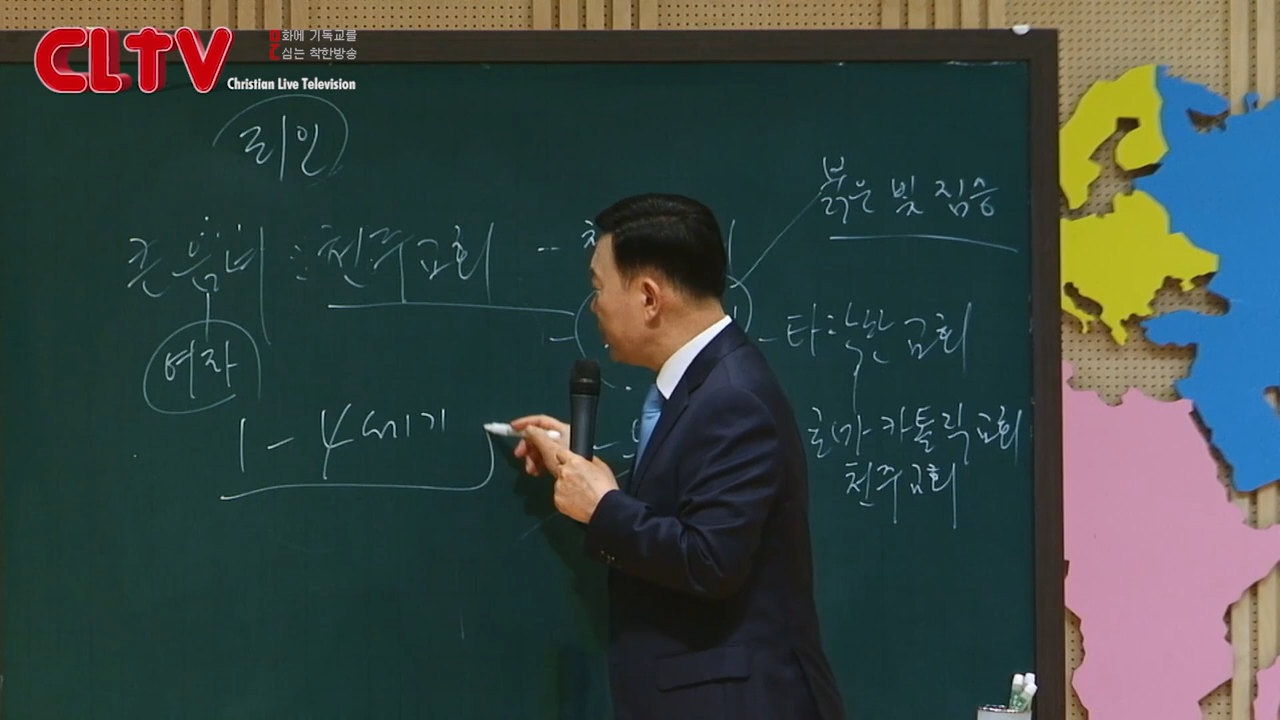 CLTV
문화에 기독교를
심는 착한방송
Christian Live Television
죄인
붉은 빛 짐승
큰 음녀 : 천주교회 -
- 타락한 교회
여자
1 - 4세기
로마 카톨릭교회
천주교회